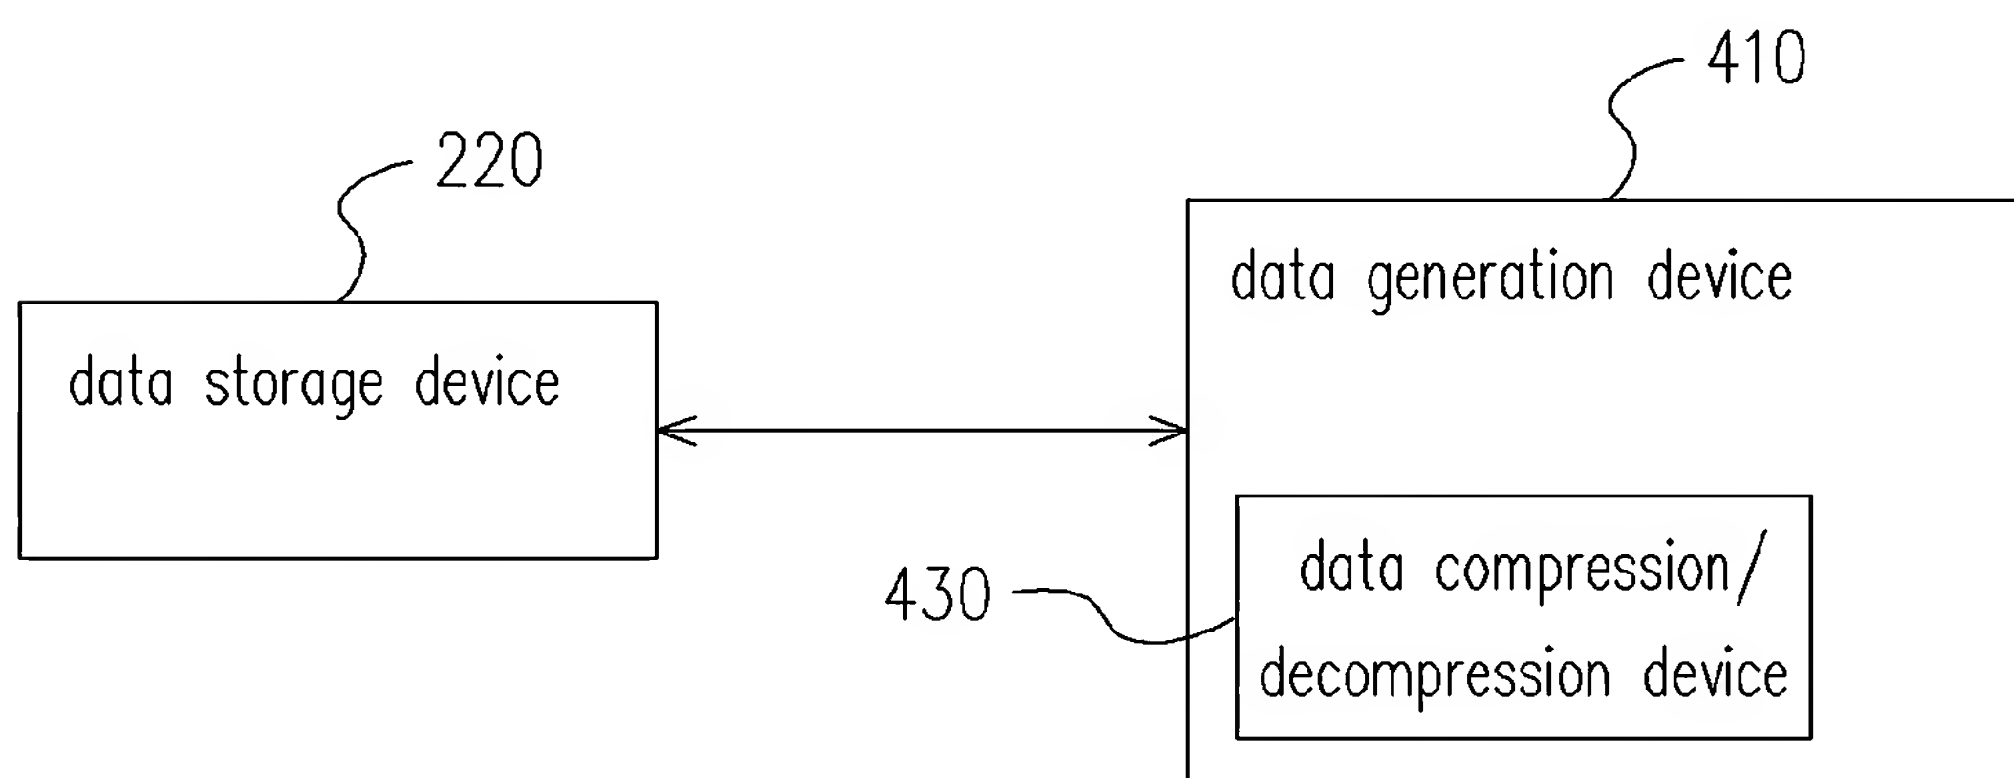 410
220
data generation device
data storage device
data compression/
430
decompression device